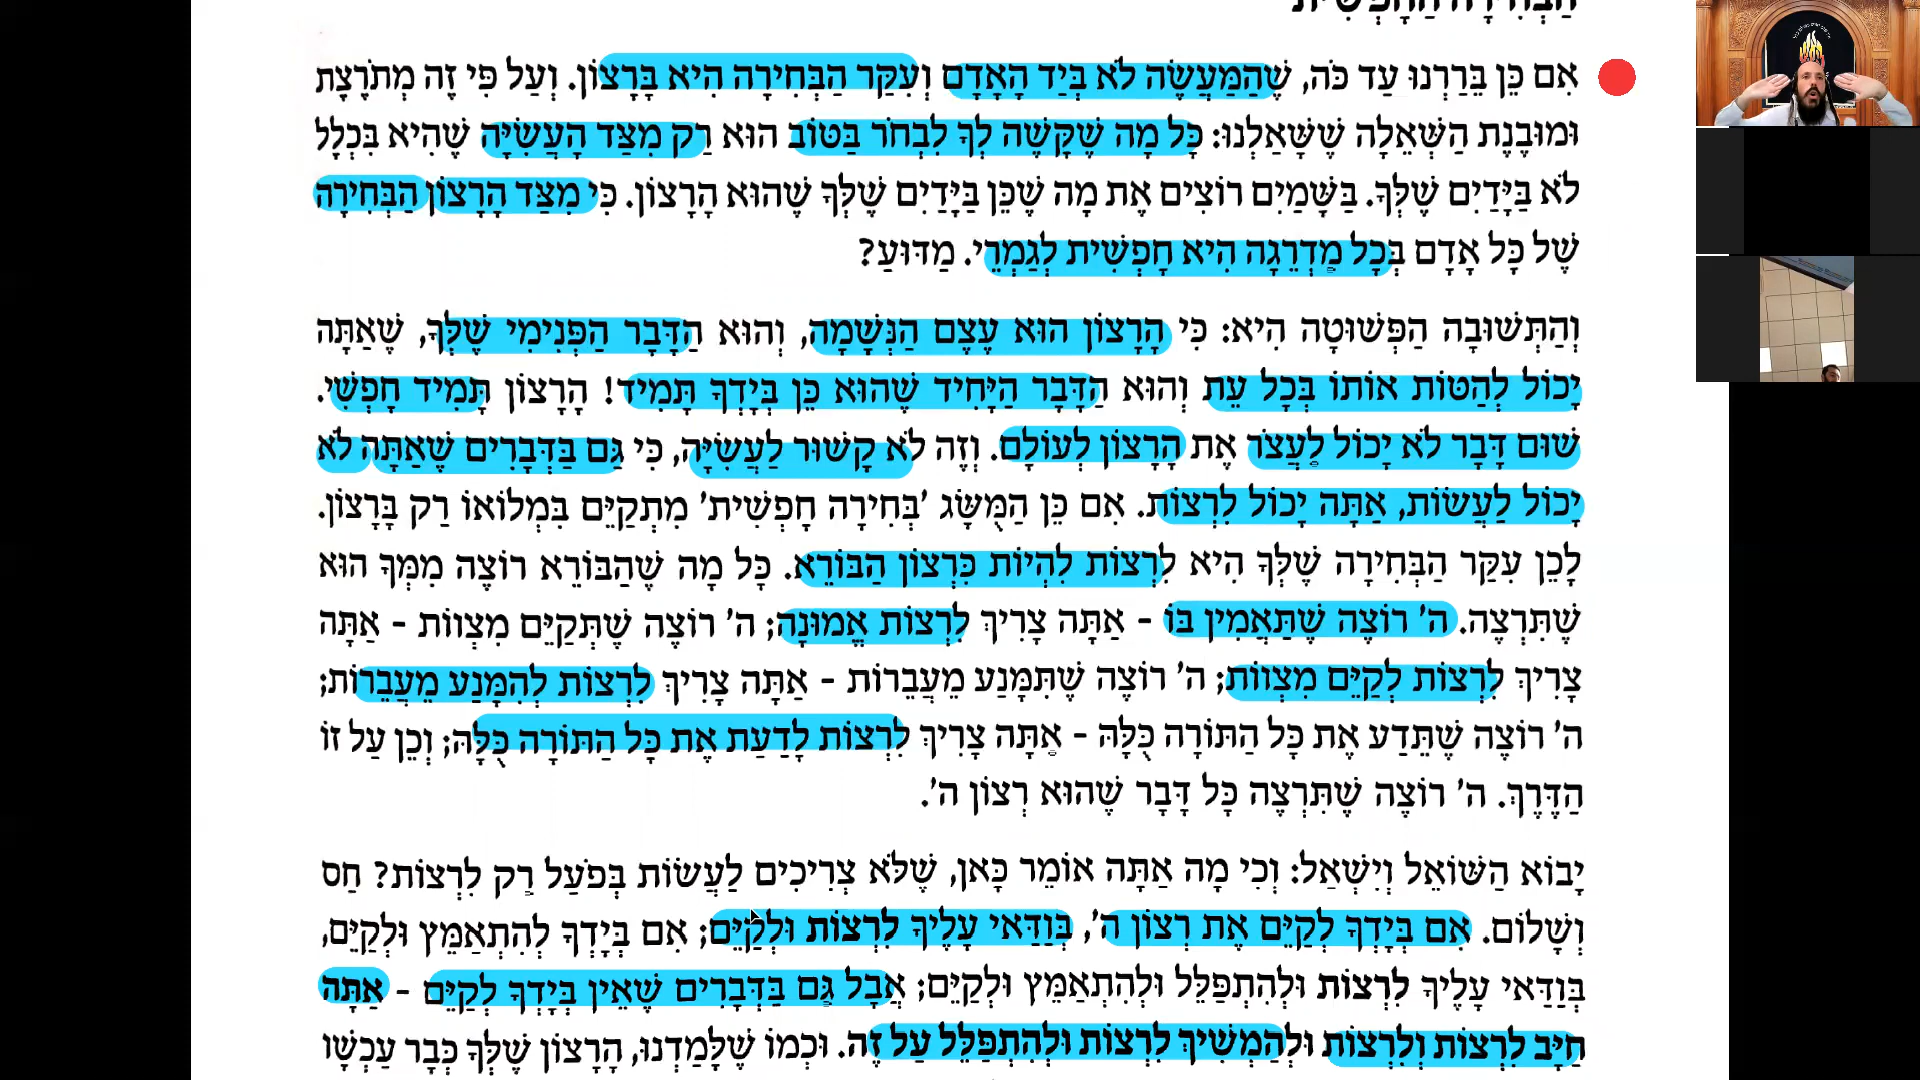 הַבְּחִירָה הַחָפְשִׁית
אִם כֵּן בֵּרַרְנוּ עַד כֹּה, שֶׁהַמַּעֲשֶׂה לֹא בְּיַד הָאָדָם וְעִקַּר הַבְּחִירָה הִיא בָּרָצוֹן. וְעַל פִּי זֶה מְתֹרֶצֶת
וּמוּבֶנֶת הַשְּׁאֵלָה שֶׁשָּׁאַלְנוּ: כָּל מָה שֶׁקָּשֶׁה לְךָ לִבְחֹר בַּטּוֹב הוּא רַק מִצַּד הָעֲשִׂיָּה שֶׁהִיא בִּכְלָל
לֹא בַּיָּדַיִם שֶׁלְּךָ. בַּשָּׁמַיִם רוֹצִים אֶת מָה שֶׁכֵּן בַּיָּדַיִם שֶׁלְּךָ שֶׁהוּא הָרָצוֹן. כִּי מִצַּד הָרָצוֹן הַבְּחִירָה
שֶׁל כָּל אָדָם בְּכָל מַדְרֵגָה הִיא חָפְשִׁית לְגַמְרֵי. מַדּוּעַ?
וְהַתְּשׁוּבָה הַפְּשׁוּטָה הִיא: כִּי הָרָצוֹן הוּא עֶצֶם הַנְּשָׁמָה, וְהוּא הַדָּבָר הַפְּנִימִי שֶׁלְּךָ, שֶׁאַתָּה
יָכוֹל לְהַטּוֹת אוֹתוֹ בְּכָל עֵת וְהוּא הַדָּבָר הַיָּחִיד שֶׁהוּא כֵּן בְּיָדְךָ תָּמִיד! הָרָצוֹן תָּמִיד חָפְשִׁי.
שׁוּם דָּבָר לֹא יָכוֹל לַעֲצֹר אֶת הָרָצוֹן לְעוֹלָם. וְזֶה לֹא קָשׁוּר לַעֲשִׂיָּה, כִּי גַּם בַּדְּבָרִים שֶׁאַתָּה לֹא
יָכוֹל לַעֲשׂוֹת, אַתָּה יָכוֹל לִרְצוֹת. אִם כֵּן הַמֻּשָּׂג 'בְּחִירָה חָפְשִׁית' מִתְקַיֵּם בִּמְלוֹאוֹ רַק בָּרָצוֹן.
לָכֵן עִקַּר הַבְּחִירָה שֶׁלְּךָ הִיא לִרְצוֹת לִהְיוֹת כִּרְצוֹן הַבּוֹרֵא. כָּל מָה שֶׁהַבּוֹרֵא רוֹצֶה מִמְּךָ הוּא
שֶׁתִּרְצֶה. ה' רוֹצֶה שֶׁתַּאֲמִין בּוֹ - אַתָּה צָרִיךְ לִרְצוֹת אֱמוּנָה; ה' רוֹצֶה שֶׁתְּקַיֵּם מִצְווֹת - אַתָּה
צָרִיךְ לִרְצוֹת לְקַיֵּם מִצְווֹת; ה' רוֹצֶה שֶׁתִּמָּנַע מֵעֲבֵרוֹת - אַתָּה צָרִיךְ לִרְצוֹת לְהִמָּנַע מֵעֲבֵרוֹת;
ה' רוֹצֶה שֶׁתֵּדַע אֶת כָּל הַתּוֹרָה כֻּלָּהּ - אַתָּה צָרִיךְ לִרְצוֹת לָדַעַת אֶת כָּל הַתּוֹרָה כֻּלָּהּ; וְכֵן עַל זוֹ
הַדֶּרֶךְ. ה' רוֹצֶה שֶׁתִּרְצֶה כָּל דָּבָר שֶׁהוּא רְצוֹן ה'.
יָבוֹא הַשּׁוֹאֵל וְיִשְׁאַל: וְכִי מָה אַתָּה אוֹמֵר כָּאן, שֶׁלֹּא צְרִיכִים לַעֲשׂוֹת בְּפֹעַל רַק לִרְצוֹת? חַס
וְשָׁלוֹם. אִם בְּיָדְךָ לְקַיֵּם אֶת רְצוֹן ה', בְּוַדַּאי עָלֶיךָ לִרְצוֹת וּלְקַיֵּם; אִם בְּיָדְךָ לְהִתְאַמֵּץ וּלְקַיֵּם,
בְּוַדַּאי עָלֶיךָ לִרְצוֹת וּלְהִתְפַּלֵּל וּלְהִתְאַמֵּץ וּלְקַיֵּם; אֲבָל גַּם בַּדְּבָרִים שֶׁאֵין בְּיָדְךָ לְקַיֵּם - אַתָּה
חַיָּב לִרְצוֹת וְלִרְצוֹת וּלְהַמְשִׁיךְ לִרְצוֹת וּלְהִתְפַּלֵּל עַל זֶה. וּכְמוֹ שֶׁלָּמַדְנוּ, הָרָצוֹן שֶׁלְּךָ כְּבָר עַכְשָׁו